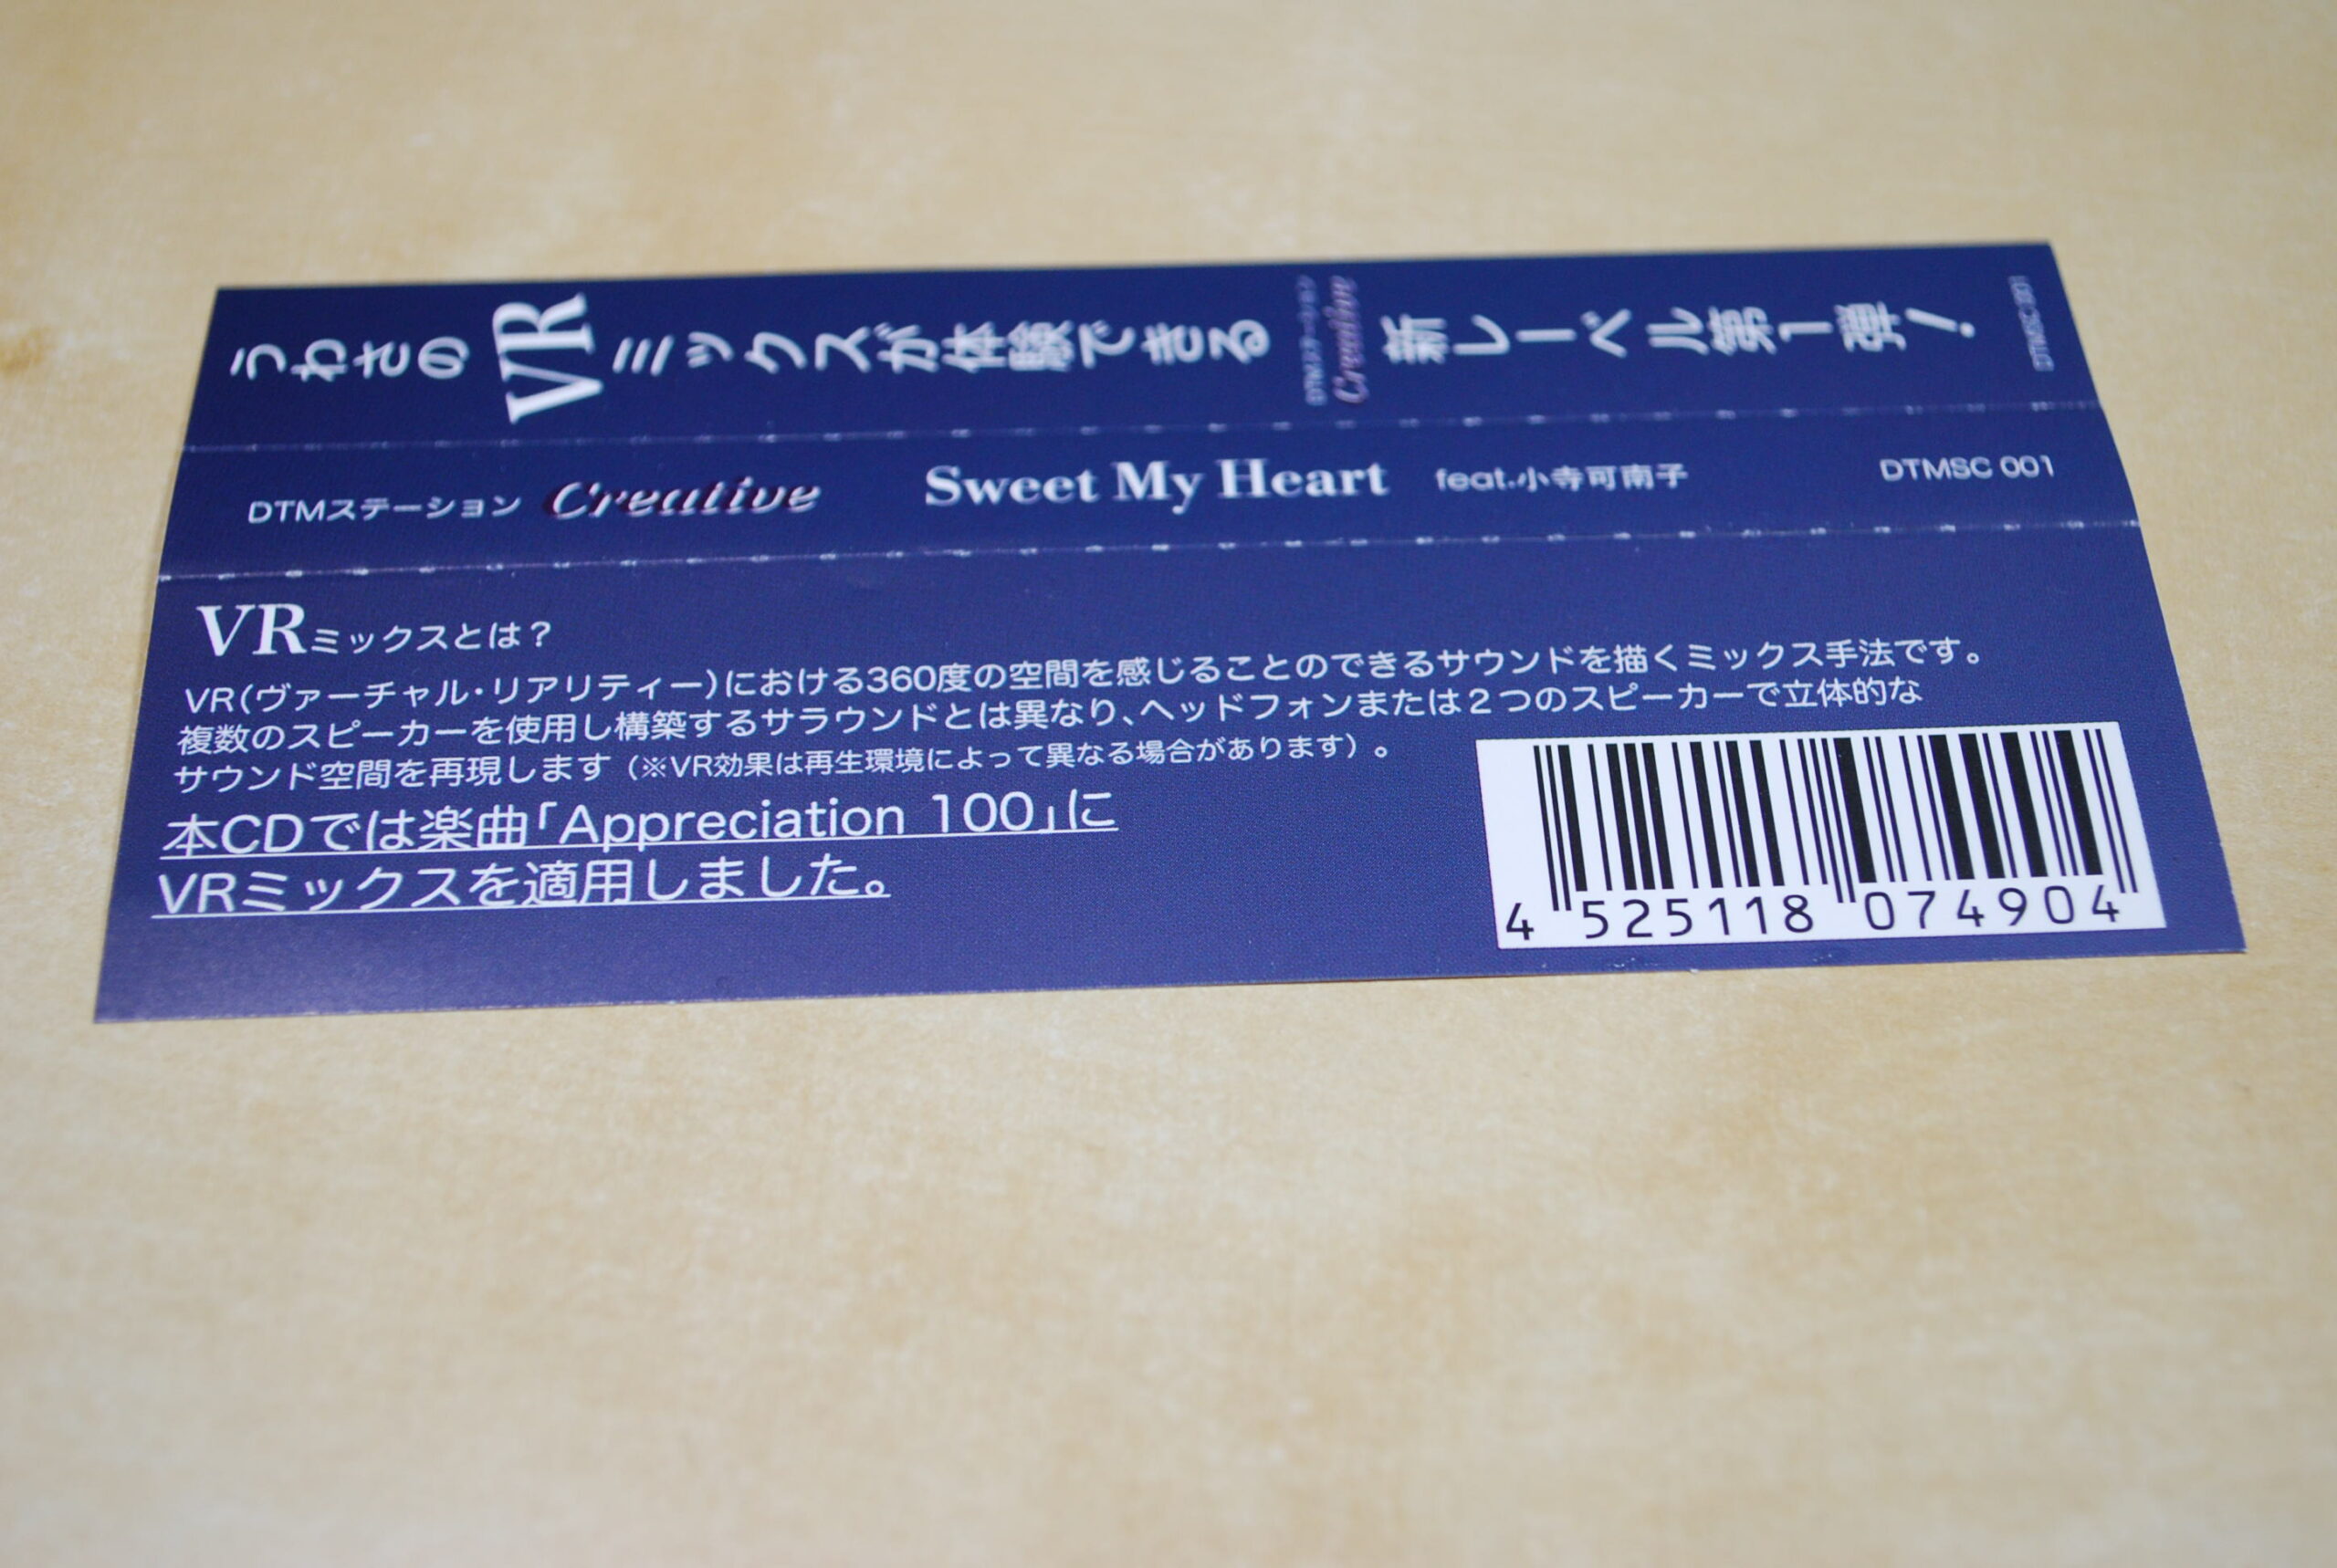 うわさのVRミックスが体験できる DTMステーション Creative 新レーベル第1弾!
DTMSC 001
DTMステーション Creative Sweet My Heart feat.小寺可南子 DTMSC 001
VRミックスとは？
VR(ヴァーチャル・リアリティー)における360度の空間を感じることのできるサウンドを描くミックス手法です。
複数のスピーカーを使用し構築するサラウンドとは異なり、ヘッドフォンまたは２つのスピーカーで立体的な
サウンド空間を再現します（※VR効果は再生環境によって異なる場合があります）。
本CDでは楽曲「Appreciation 100」に
VRミックスを適用しました。
4 525118 074904